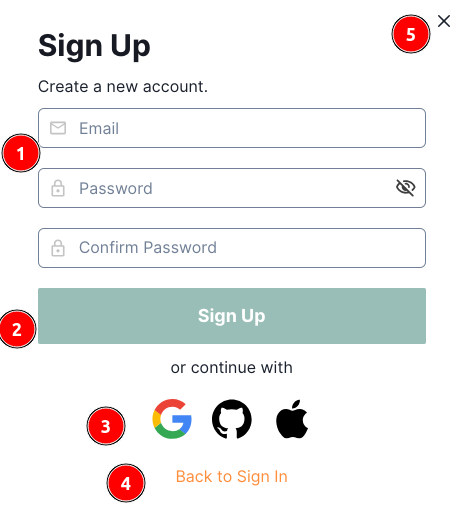 5
Sign Up
Create a new account.
Email
1
Password
Confirm Password
2
Sign Up
or continue with
3
4
Back to Sign In